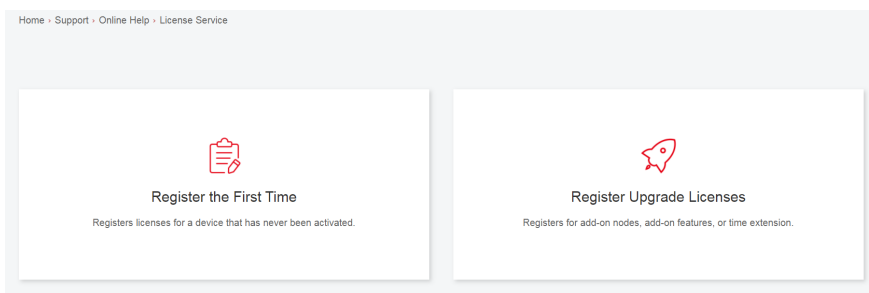 Home › Support › Online Help › License Service
Register the First Time
Registers licenses for a device that has never been activated.
Register Upgrade Licenses
Registers for add-on nodes, add-on features, or time extension.